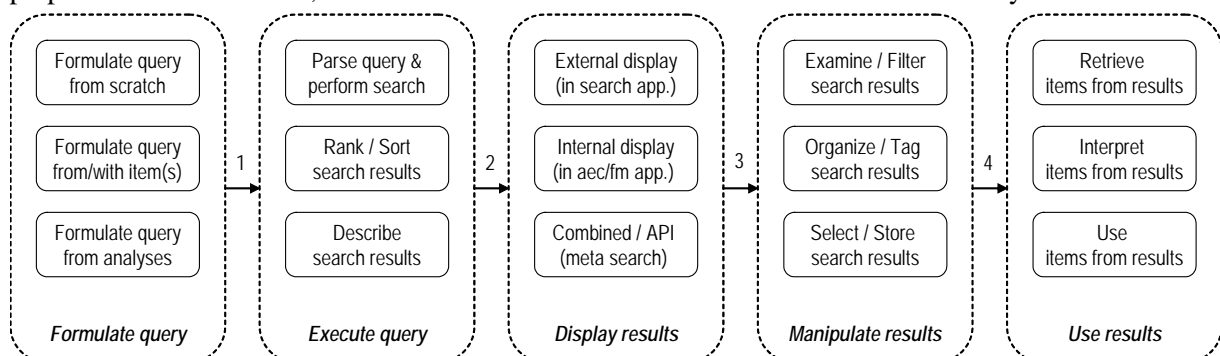 Formulate query
from scratch
Formulate query
from/with item(s)
Formulate query
from analyses
Formulate query
1
Parse query &
perform search
Rank / Sort
search results
Describe
search results
Execute query
2
External display
(in search app.)
Internal display
(in aec/fm app.)
Combined / API
(meta search)
Display results
3
Examine / Filter
search results
Organize / Tag
search results
Select / Store
search results
Manipulate results
4
Retrieve
items from results
Interpret
items from results
Use
items from results
Use results